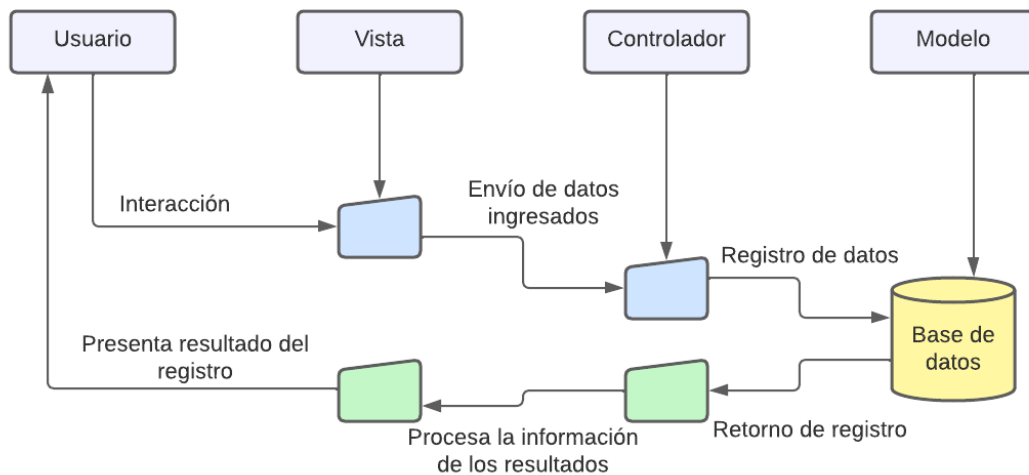 Usuario
Vista
Controlador
Modelo
Interacción
Envío de datos
ingresados
Registro de datos
Base de
datos
Presenta resultado del
registro
Procesa la información
de los resultados
Retorno de registro